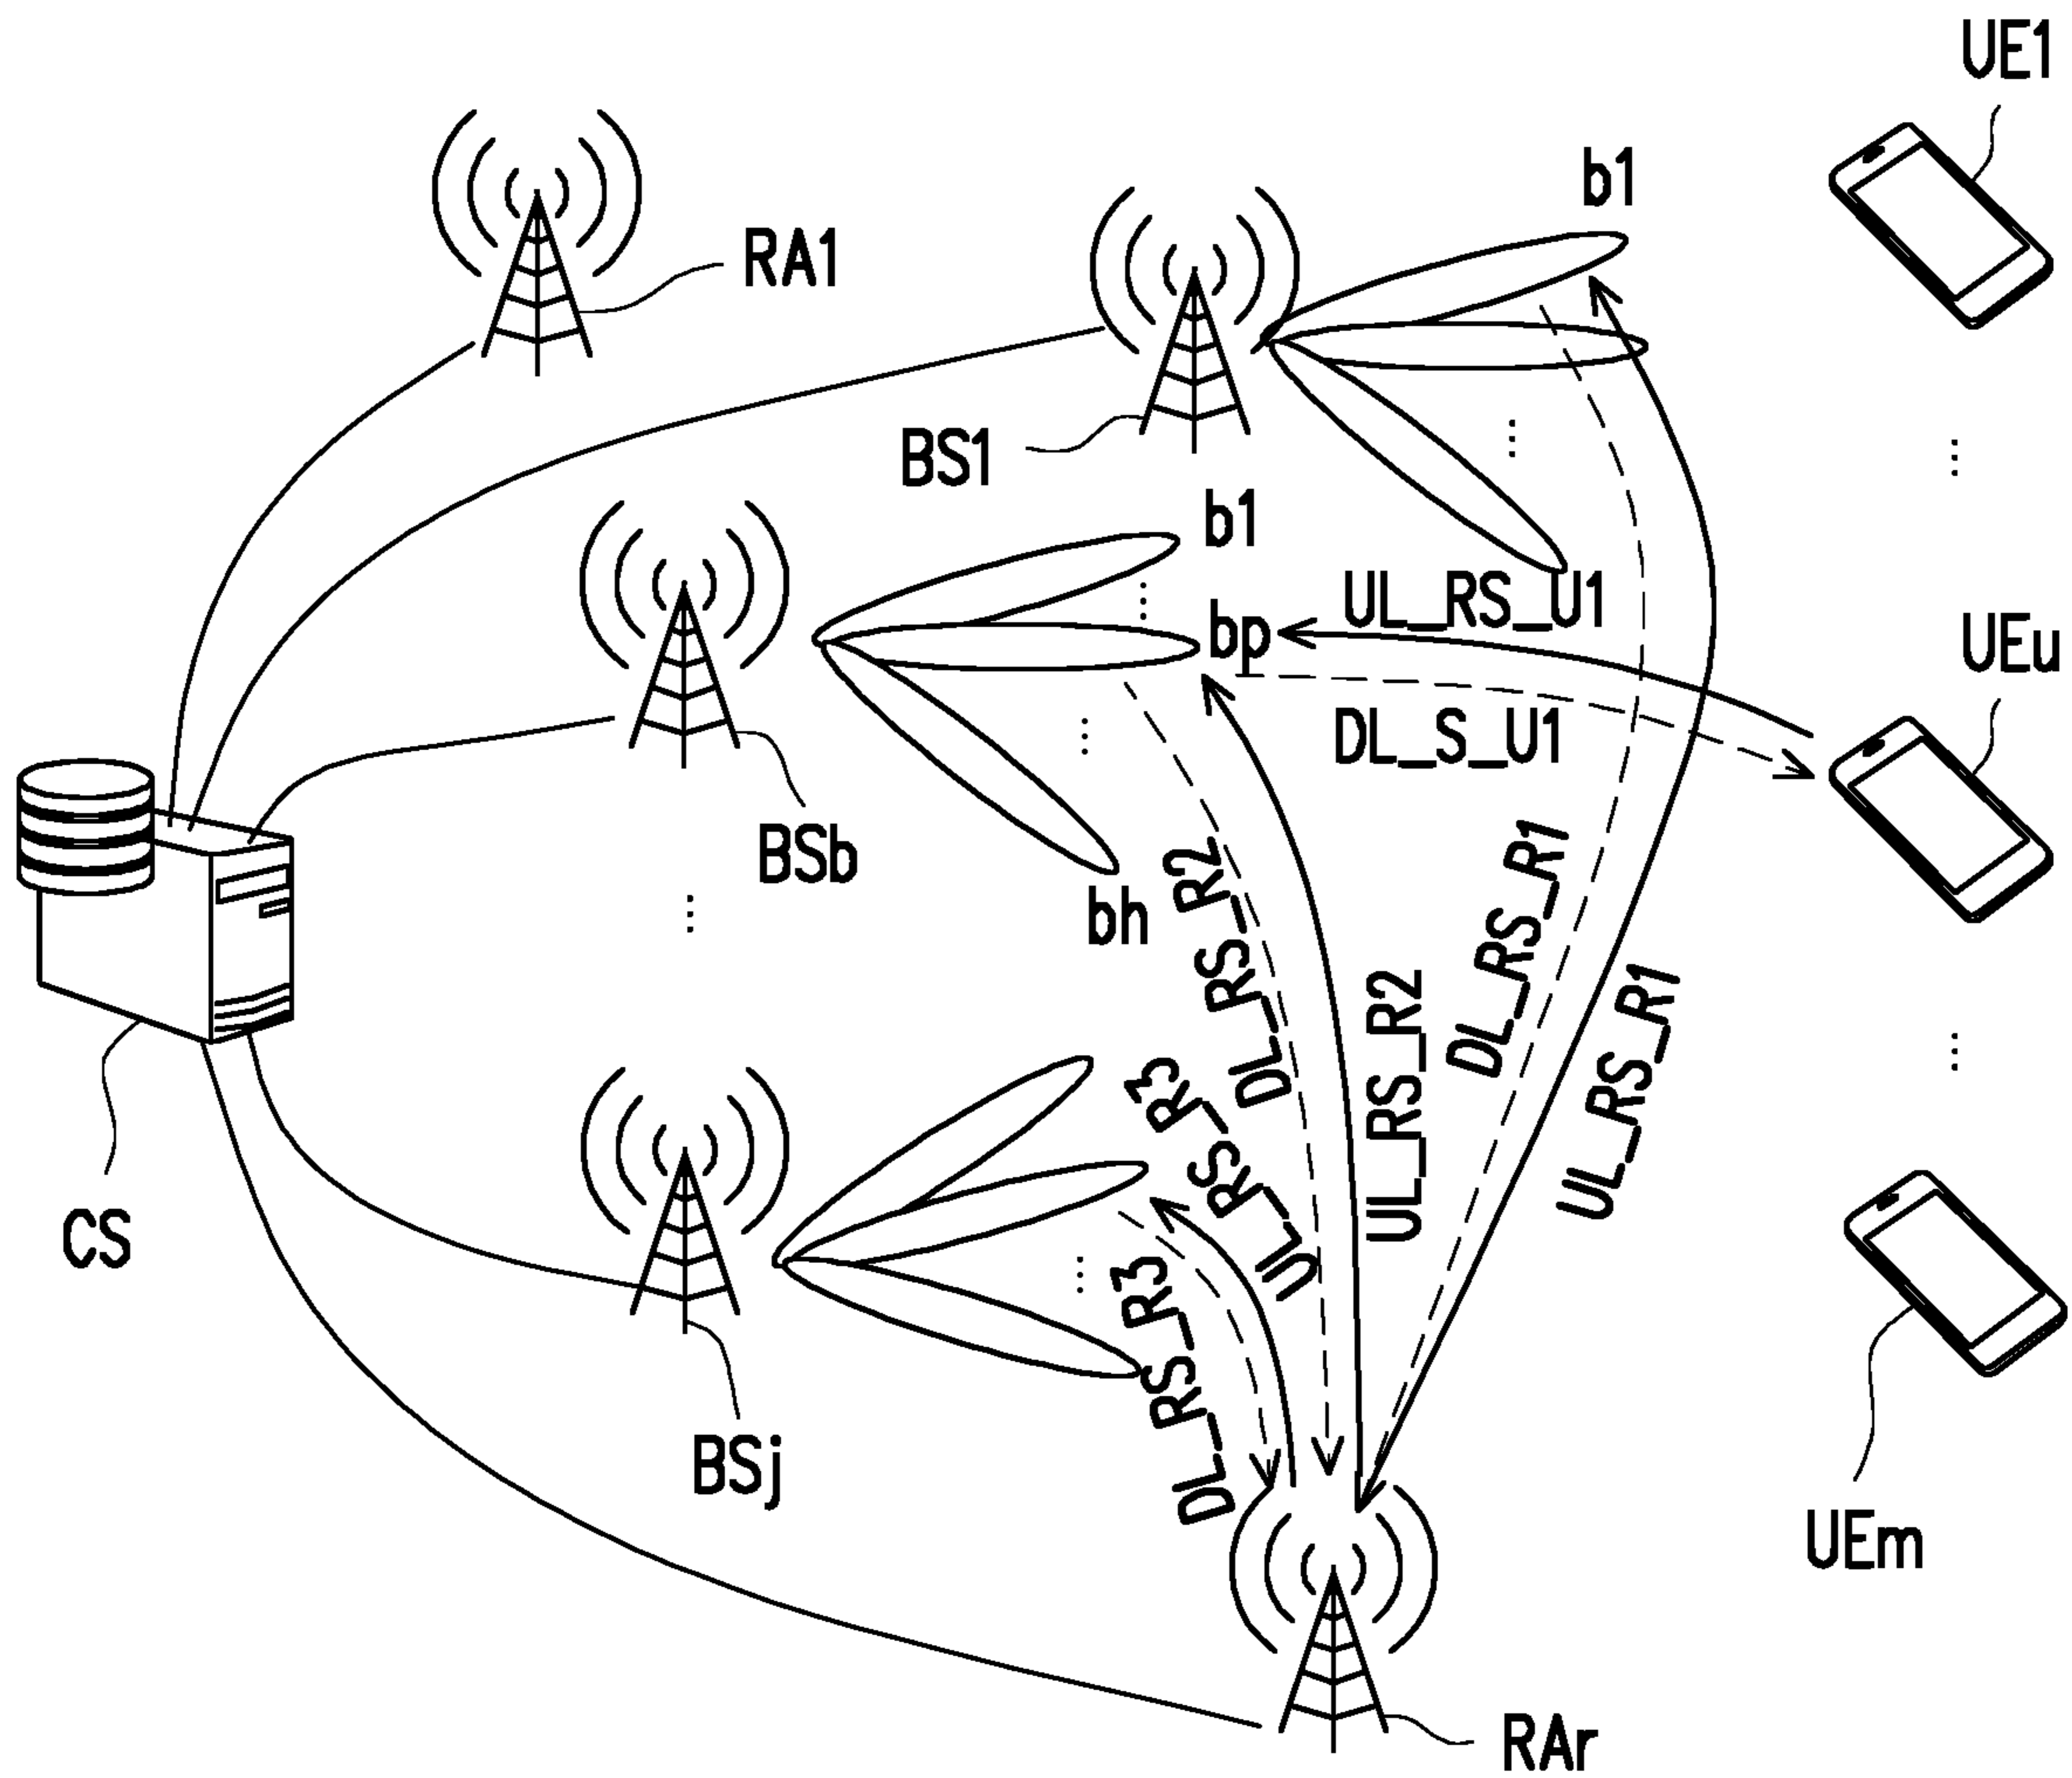 UE1
b1
RA1
BS1
b1
UL_RS_U1
bp
UEu
DL_S_U1
BSb
bh
DL_RS_R2
DL_RS_R1
UL_RS_R2
UL_RS_R1
UL_RS_R3
CS
DL_RS_R3
BSj
UEm
RAr